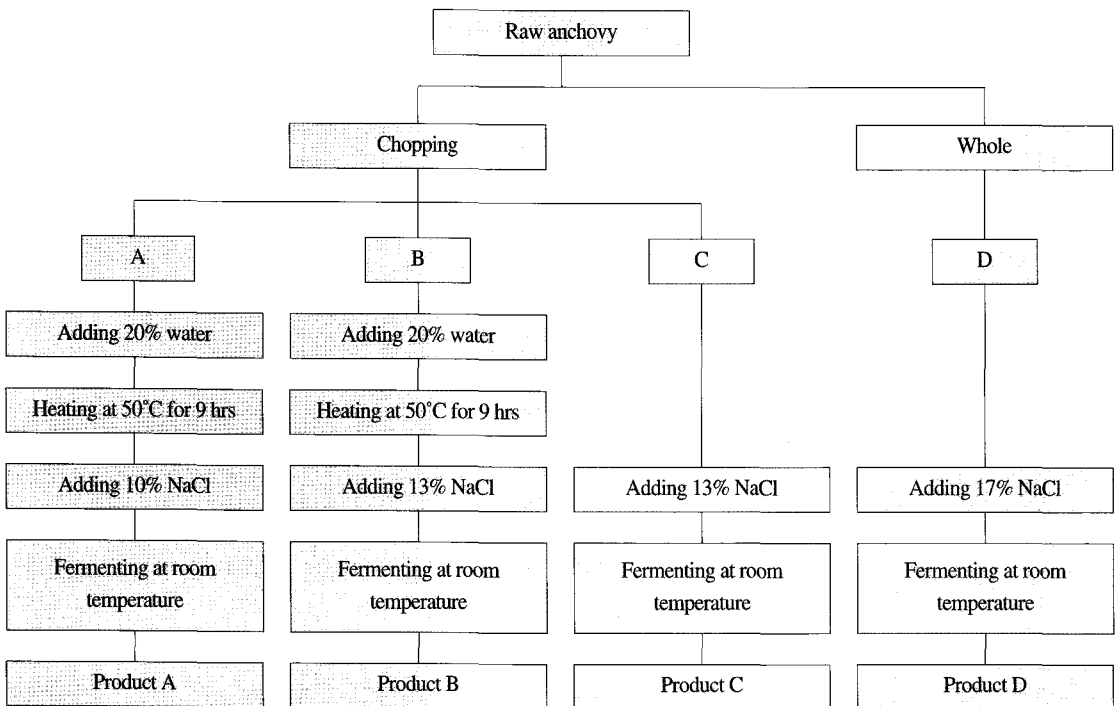 Raw anchovy
Chopping
Whole
A
B
C
D
Adding 20% water
Adding 20% water
Heating at 50°C for 9 hrs
Heating at 50°C for 9 hrs
Adding 10% NaCl
Adding 13% NaCl
Adding 13% NaCl
Adding 17% NaCl
Fermenting at room
temperature
Fermenting at room
temperature
Fermenting at room
temperature
Fermenting at room
temperature
Product A
Product B
Product C
Product D